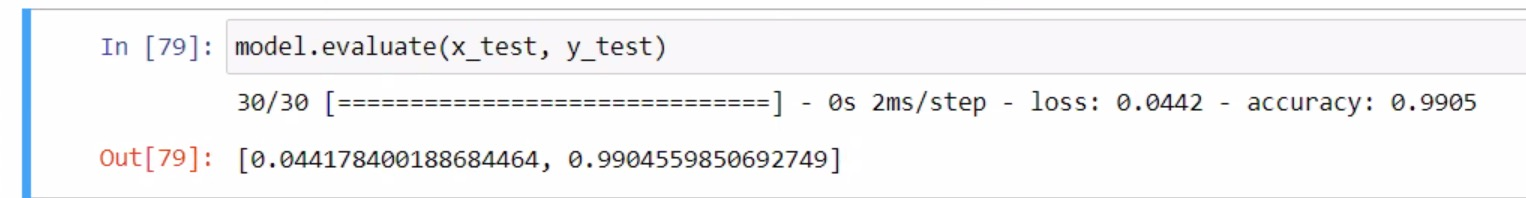 In [79]: model.evaluate(x_test, y_test)
30/30 [==============================] - 0s 2ms/step - loss: 0.0442 - accuracy: 0.9905
Out[79]: [0.044178400188684464, 0.9904559850692749]